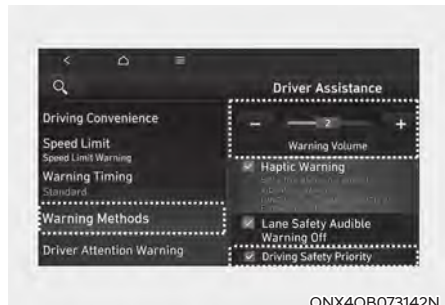 Driver Assistance
Driving Convenience
Speed Limit
Speed Limit Warning
Warning Timing
Standard
Warning Methods
Driver Attention Warning
− 2 +
Warning Volume
Haptic Warning
Lane Safety Audible
Warning Off
Driving Safety Priority
ONX4OB073142N